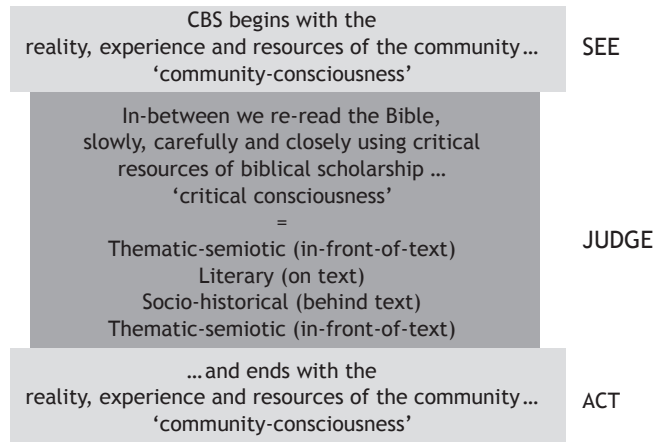 CBS begins with the
reality, experience and resources of the community…
‘community-consciousness’
SEE
In-between we re-read the Bible,
slowly, carefully and closely using critical
resources of biblical scholarship …
‘critical consciousness’
=
Thematic-semiotic (in-front-of-text)
Literary (on text)
Socio-historical (behind text)
Thematic-semiotic (in-front-of-text)
JUDGE
…and ends with the
reality, experience and resources of the community…
‘community-consciousness’
ACT